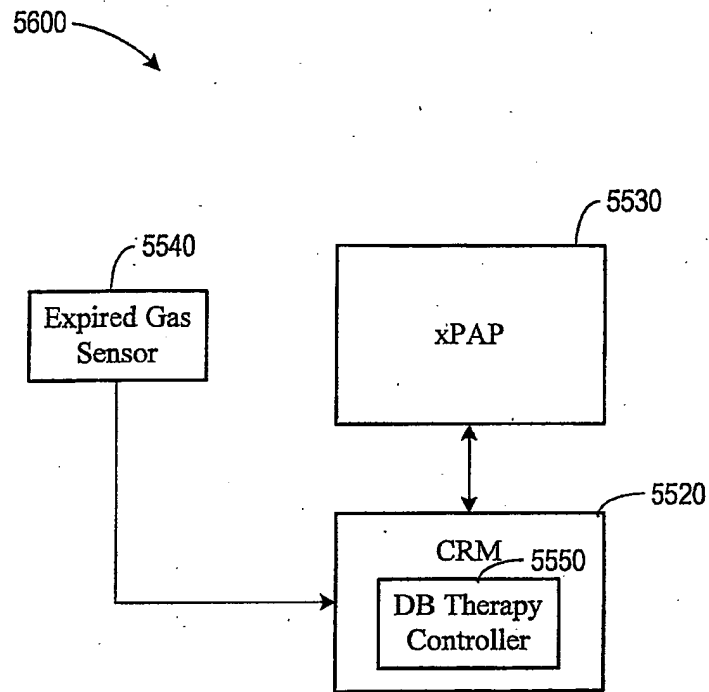 5600
5530
5540
Expired Gas
Sensor
xPAP
5520
CRM
5550
DB Therapy
Controller